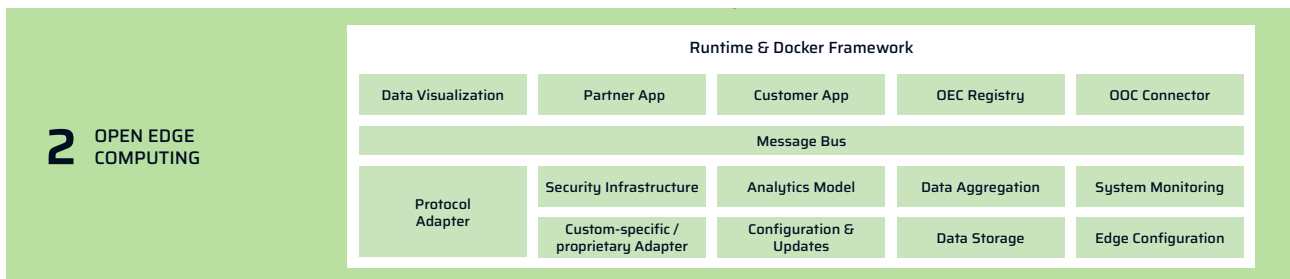 Runtime & Docker Framework
2
OPEN EDGE
COMPUTING
Data Visualization
Partner App
Customer App
OEC Registry
OOC Connector
Message Bus
Protocol
Adapter
Security Infrastructure
Analytics Model
Data Aggregation
System Monitoring
Custom-specific /
proprietary Adapter
Configuration &
Updates
Data Storage
Edge Configuration